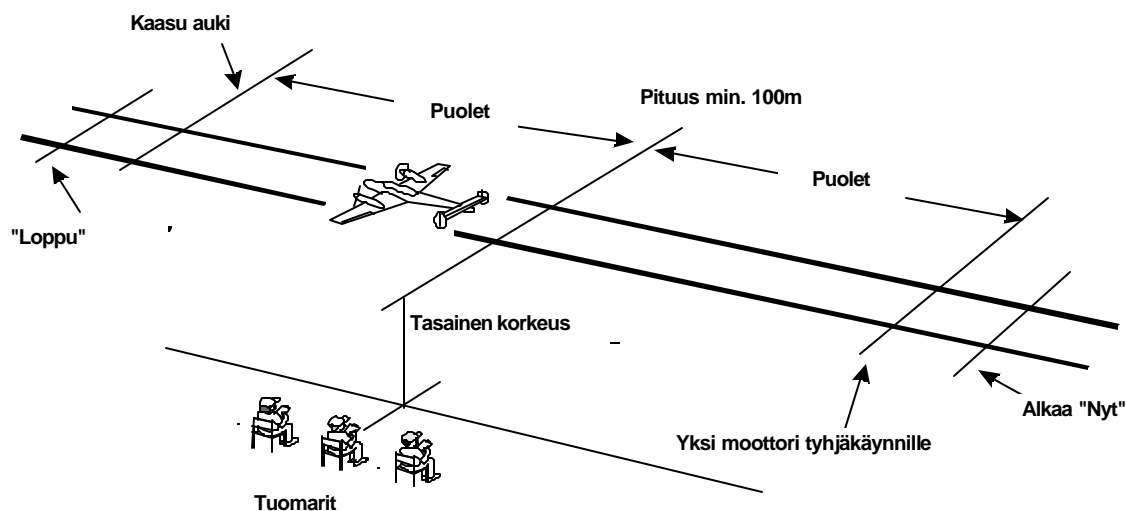 Kaasu auki
Puolet
Pituus min. 100m
Puolet
"Loppu"
Tasainen korkeus
Alkaa "Nyt"
Yksi moottori tyhjäkäynnille
Tuomarit